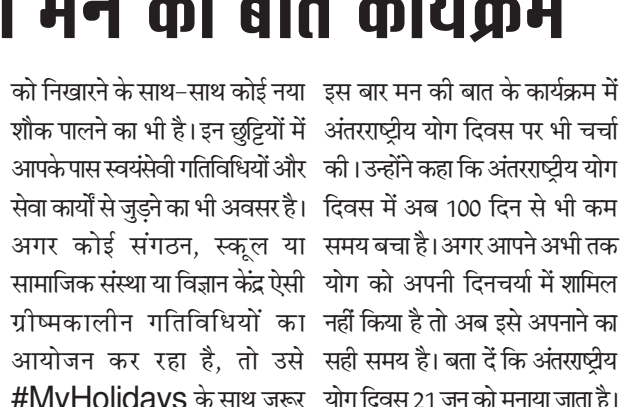 मन की बात कार्यक्रम
को निखारने के साथ-साथ कोई नया
शौक पालने का भी है। इन छुट्टियों में
आपके पास स्वयंसेवी गतिविधियों और
सेवा कार्यों से जुड़ने का भी अवसर है।
अगर कोई संगठन, स्कूल या
सामाजिक संस्था या विज्ञान केंद्र ऐसी
ग्रीष्मकालीन गतिविधियों का
आयोजन कर रहा है, तो उसे
#MyHolidays के साथ जरूर
इस बार मन की बात के कार्यक्रम में
अंतरराष्ट्रीय योग दिवस पर भी चर्चा
की। उन्होंने कहा कि अंतरराष्ट्रीय योग
दिवस में अब 100 दिन से भी कम
समय बचा है। अगर आपने अभी तक
योग को अपनी दिनचर्या में शामिल
नहीं किया है तो अब इसे अपनाने का
सही समय है। बता दें कि अंतरराष्ट्रीय
योग दिवस 21 जून को मनाया जाता है।